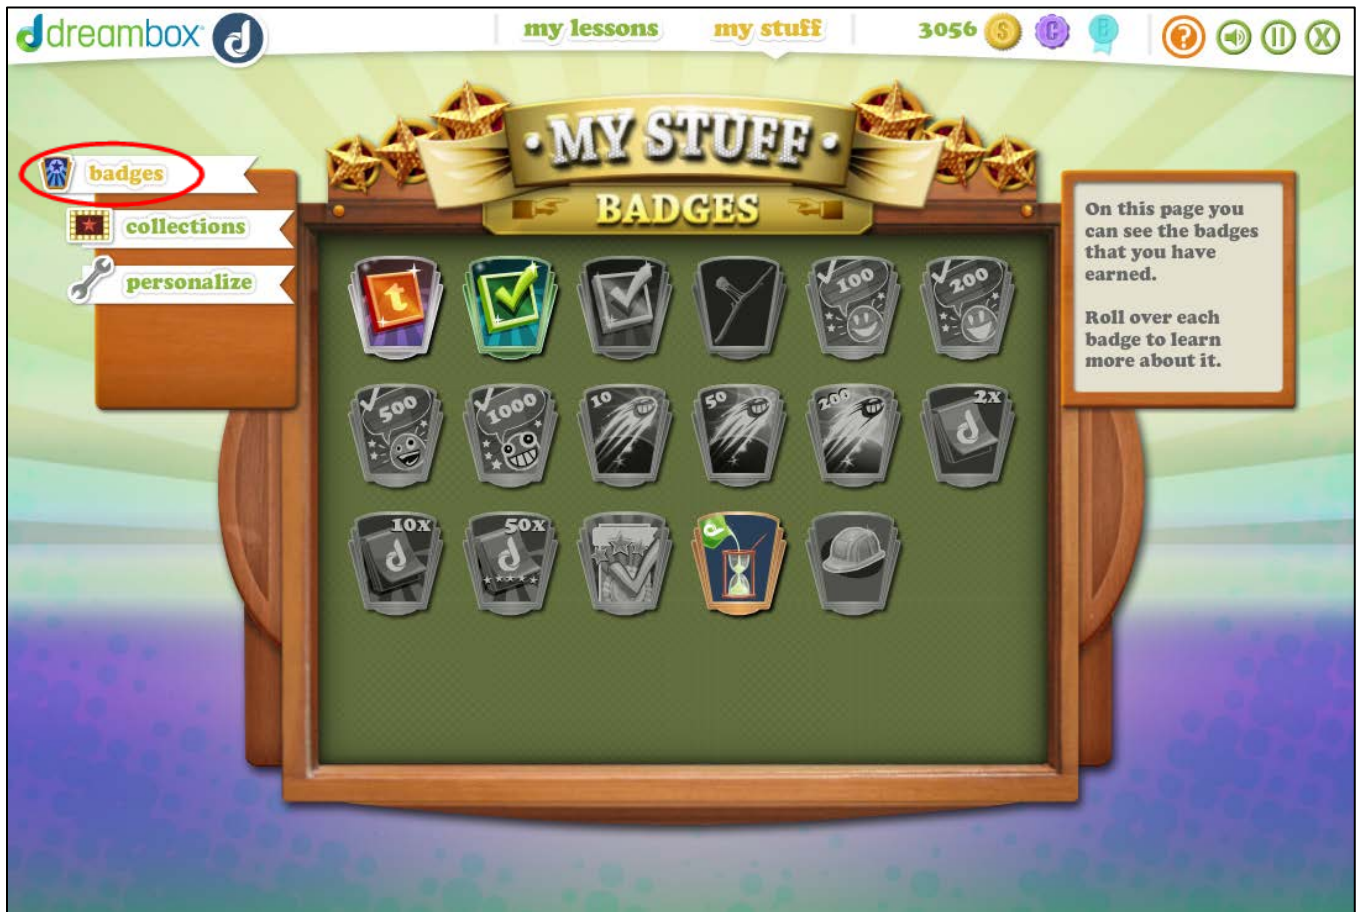 dreambox d
my lessons
my stuff
3056 S C B ? II X
·MY STUFF·
BADGES
badges
collections
personalize
On this page you
can see the badges
that you have
earned.
Roll over each
badge to learn
more about it.
t 100 200
500 1000 10 50 200 2X d
10X d 50X d d